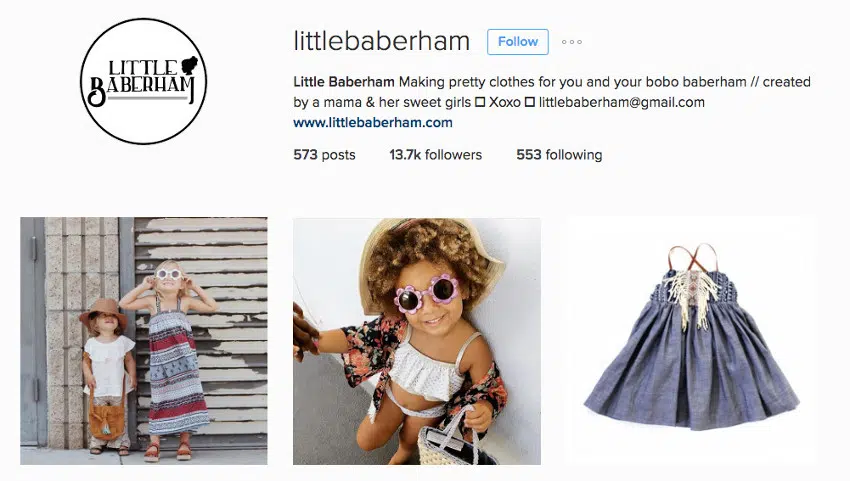 LITTLE
BABERHAM
littlebaberham Follow
Little Baberham Making pretty clothes for you and your bobo baberham // created
by a mama & her sweet girls □ Xoxo □ littlebaberham@gmail.com
www.littlebaberham.com
573 posts 13.7k followers 553 following